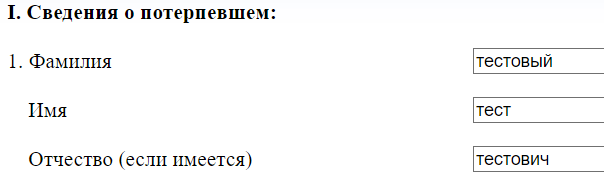 I. Сведения о потерпевшем:
1. Фамилия тестовый
Имя тест
Отчество (если имеется) тестович